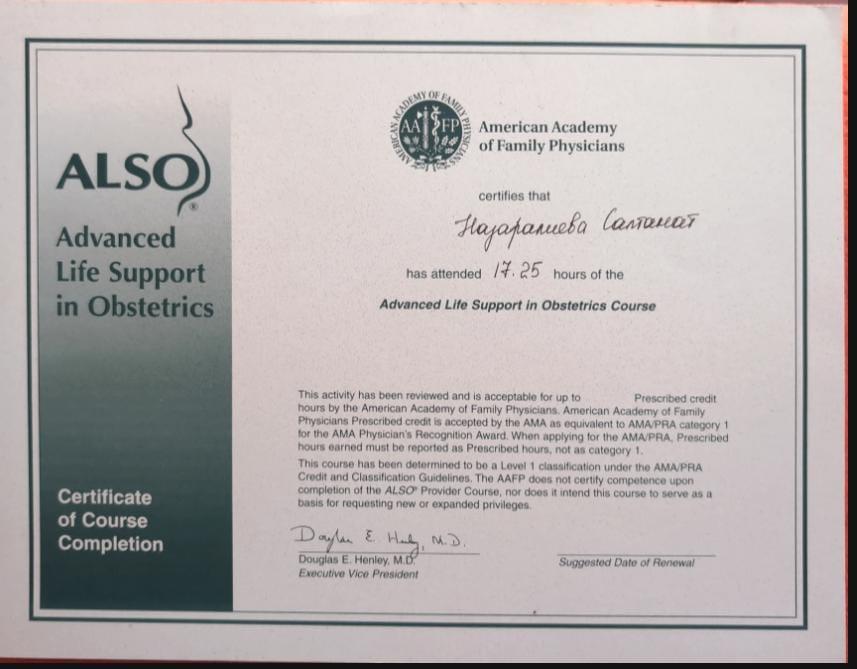 AMERICAN ACADEMY OF FAMILY PHYSICIANS
AA FP
American Academy
of Family Physicians
certifies that
Назаралиева Салтанат
has attended 17.25 hours of the
Advanced Life Support in Obstetrics Course
ALSO®
Advanced
Life Support
in Obstetrics
This activity has been reviewed and is acceptable for up to Prescribed credit
hours by the American Academy of Family Physicians. American Academy of Family
Physicians Prescribed credit is accepted by the AMA as equivalent to AMA/PRA category 1
for the AMA Physician's Recognition Award. When applying for the AMA/PRA, Prescribed
hours earned must be reported as Prescribed hours, not as category 1.
This course has been determined to be a Level 1 classification under the AMA/PRA
Credit and Classification Guidelines. The AAFP does not certify competence upon
completion of the ALSO® Provider Course, nor does it intend this course to serve as a
basis for requesting new or expanded privileges.
Certificate
of Course
Completion
Douglas E. Henley, M.D.
Douglas E. Henley, M.D.
Executive Vice President
Suggested Date of Renewal